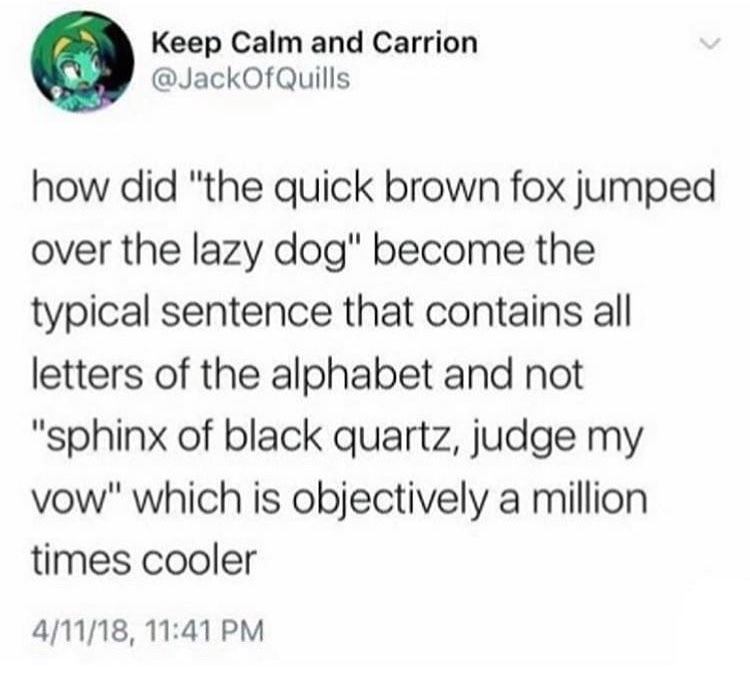 Keep Calm and Carrion
@JackOfQuills
how did "the quick brown fox jumped
over the lazy dog" become the
typical sentence that contains all
letters of the alphabet and not
"sphinx of black quartz, judge my
vow" which is objectively a million
times cooler
4/11/18, 11:41 PM